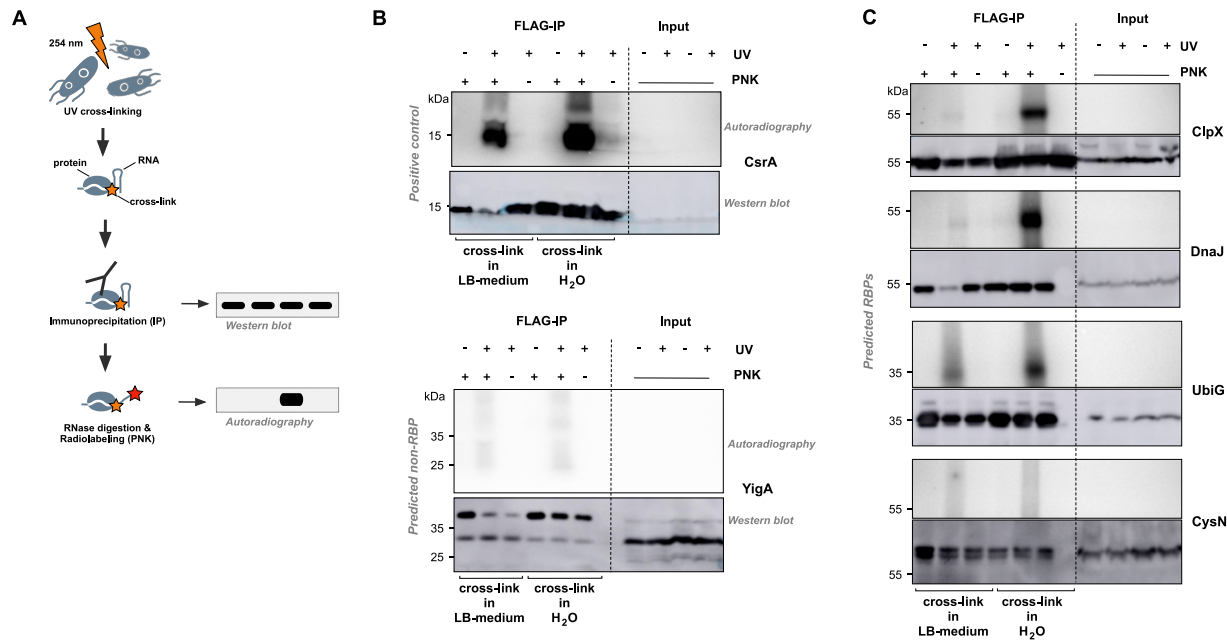 A
254 nm
UV cross-linking
protein
RNA
cross-link
Immunoprecipitation (IP)
Western blot
RNase digestion &
Radiolabeling (PNK)
Autoradiography
B
FLAG-IP
Input
- + - - + + - + - +
UV
+ + - + + -
PNK
kDa
15
Positive control
Autoradiography
CsrA
15
Western blot
cross-link
in
LB-medium
cross-link
in
H2O
FLAG-IP
Input
- + + - + + - + - +
UV
+ + - + + -
PNK
kDa
35
25
Predicted non-RBP
Autoradiography
YigA
35
25
Western blot
cross-link
in
LB-medium
cross-link
in
H2O
C
FLAG-IP
Input
- + + - + + - + - +
UV
+ + - + + -
PNK
kDa
55
ClpX
55
55
DnaJ
55
Predicted RBPs
35
UbiG
35
55
CysN
55
cross-link
in
LB-medium
cross-link
in
H2O